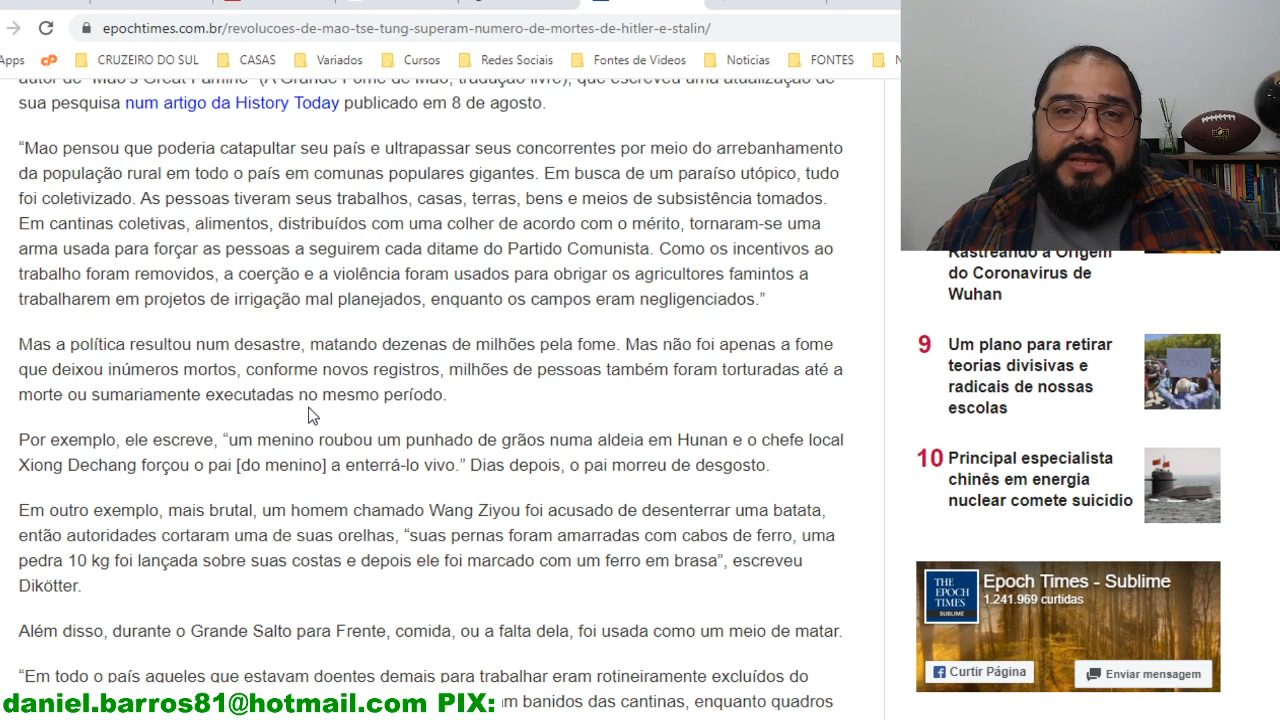 epochtimes.com.br/revolucoes-de-mao-tse-tung-superam-numero-de-mortes-de-hitler-e-stalin/
Apps
CRUZEIRO DO SUL
CASAS
Variados
Cursos
Redes Sociais
Fontes de Videos
Noticias
FONTES
N
autor de "Mao's Great Famine" (A Grande Fome de Mao, tradução livre), que escreveu uma atualização de
sua pesquisa num artigo da History Today publicado em 8 de agosto.
“Mao pensou que poderia catapultar seu país e ultrapassar seus concorrentes por meio do arrebanhamento
da população rural em todo o país em comunas populares gigantes. Em busca de um paraíso utópico, tudo
foi coletivizado. As pessoas tiveram seus trabalhos, casas, terras, bens e meios de subsistência tomados.
Em cantinas coletivas, alimentos, distribuídos com uma colher de acordo com o mérito, tornaram-se uma
arma usada para forçar as pessoas a seguirem cada ditame do Partido Comunista. Como os incentivos ao
trabalho foram removidos, a coerção e a violência foram usados para obrigar os agricultores famintos a
trabalharem em projetos de irrigação mal planejados, enquanto os campos eram negligenciados.”
Mas a política resultou num desastre, matando dezenas de milhões pela fome. Mas não foi apenas a fome
que deixou inúmeros mortos, conforme novos registros, milhões de pessoas também foram torturadas até a
morte ou sumariamente executadas no mesmo período.
Por exemplo, ele escreve, “um menino roubou um punhado de grãos numa aldeia em Hunan e o chefe local
Xiong Dechang forçou o pai [do menino] a enterrá-lo vivo.” Dias depois, o pai morreu de desgosto.
Em outro exemplo, mais brutal, um homem chamado Wang Ziyou foi acusado de desenterrar uma batata,
então autoridades cortaram uma de suas orelhas, “suas pernas foram amarradas com cabos de ferro, uma
pedra 10 kg foi lançada sobre suas costas e depois ele foi marcado com um ferro em brasa”, escreveu
Dikötter.
Além disso, durante o Grande Salto para Frente, comida, ou a falta dela, foi usada como um meio de matar.
“Em todo o país aqueles que estavam doentes demais para trabalhar eram rotineiramente excluídos do
m banidos das cantinas, enquanto quadros
Rastreando a Origem
do Coronavírus de
Wuhan
9 Um plano para retirar
teorias divisivas e
radicais de nossas
escolas
10 Principal especialista
chinês em energia
nuclear comete suicídio
THE
EPOCH
TIMES
SUBLIME
Epoch Times - Sublime
1.241.969 curtidas
Curtir Página
Enviar mensagem
daniel.barros81@hotmail.com PIX: